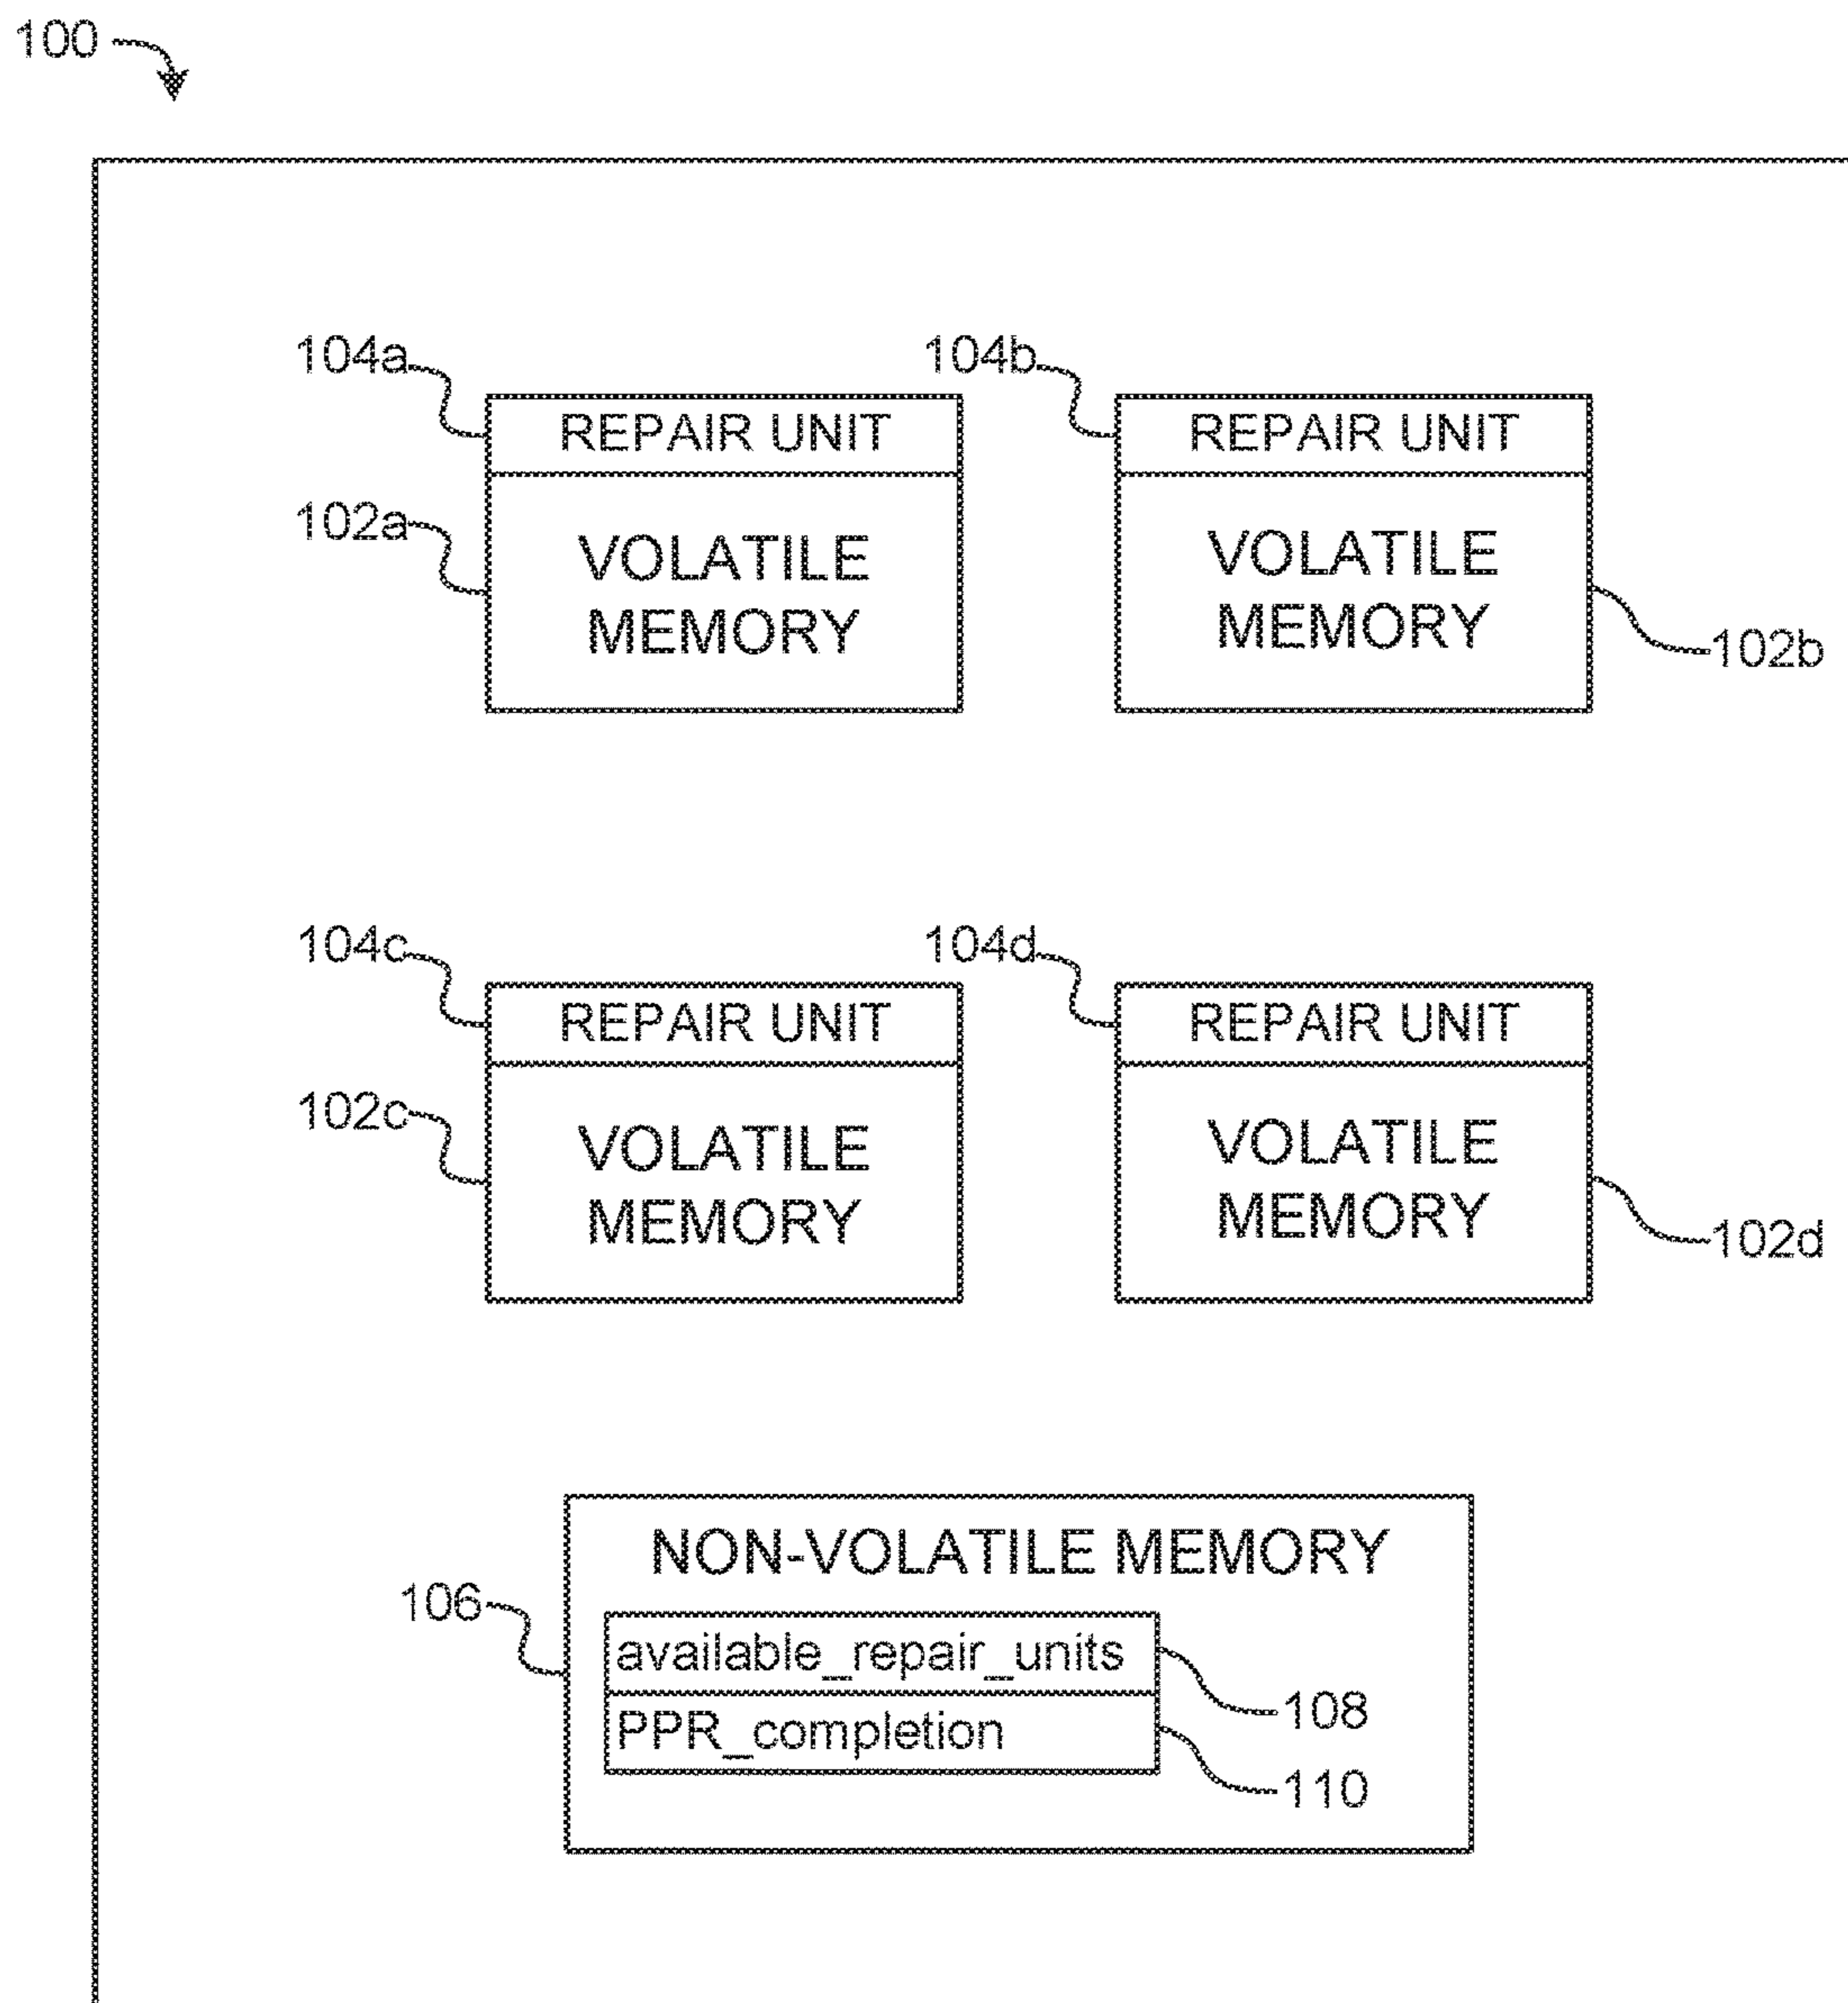 100
104a
REPAIR UNIT
102a
VOLATILE
MEMORY
104b
REPAIR UNIT
VOLATILE
MEMORY
102b
104c
REPAIR UNIT
102c
VOLATILE
MEMORY
104d
REPAIR UNIT
VOLATILE
MEMORY
102d
NON-VOLATILE MEMORY
106
available_repair_units
108
PPR_completion
110